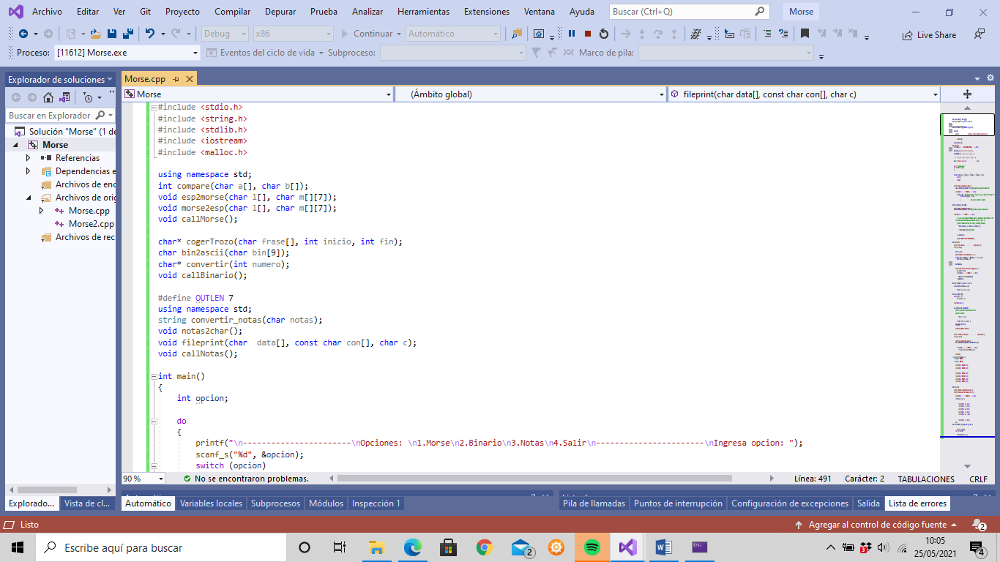 Archivo Editar Ver Git Proyecto Compilar Depurar Prueba Analizar Herramientas Extensiones Ventana Ayuda Buscar (Ctrl+Q) Morse
Debug x86 Continuar Automático Live Share
Proceso: [11612] Morse.exe Eventos del ciclo de vida Subproceso: Marco de pila:
Explorador de soluciones
Morse.cpp
Morse (Ámbito global) fileprint(char data[], const char con[], char c)
Buscar en Explorador
Solución "Morse" (1 de
Morse
Referencias
Dependencias e
Archivos de enc
Archivos de orig
Morse.cpp
Morse2.cpp
Archivos de rec
#include <stdio.h>
#include <string.h>
#include <stdlib.h>
#include <iostream>
#include <malloc.h>
using namespace std;
int compare(char a[], char b[]);
void esp2morse(char l[], char m[][7]);
void morse2esp(char l[], char m[][7]);
void callMorse();
char* cogerTrozo(char frase[], int inicio, int fin);
char bin2ascii(char bin[9]);
char* convertir(int numero);
void callBinario();
#define OUTLEN 7
using namespace std;
string convertir_notas(char notas);
void notas2char();
void fileprint(char  data[], const char con[], char c);
void callNotas();
int main()
{
int opcion;
do
{
printf("\n-----------------------\nOpciones: \n1.Morse\n2.Binario\n3.Notas\n4.Salir\n-----------------------\nIngresa opcion: ");
scanf_s("%d", &opcion);
switch (opcion)
90 % No se encontraron problemas. Línea: 491 Carácter: 2 TABULACIONES CRLF
Explorado... Vista de cl... Automático Variables locales Subprocesos Módulos Inspección 1 Pila de llamadas Puntos de interrupción Configuración de excepciones Salida Lista de errores
Listo Agregar al control de código fuente 2
Escribe aquí para buscar 2 3 10:05
25/05/2021 4